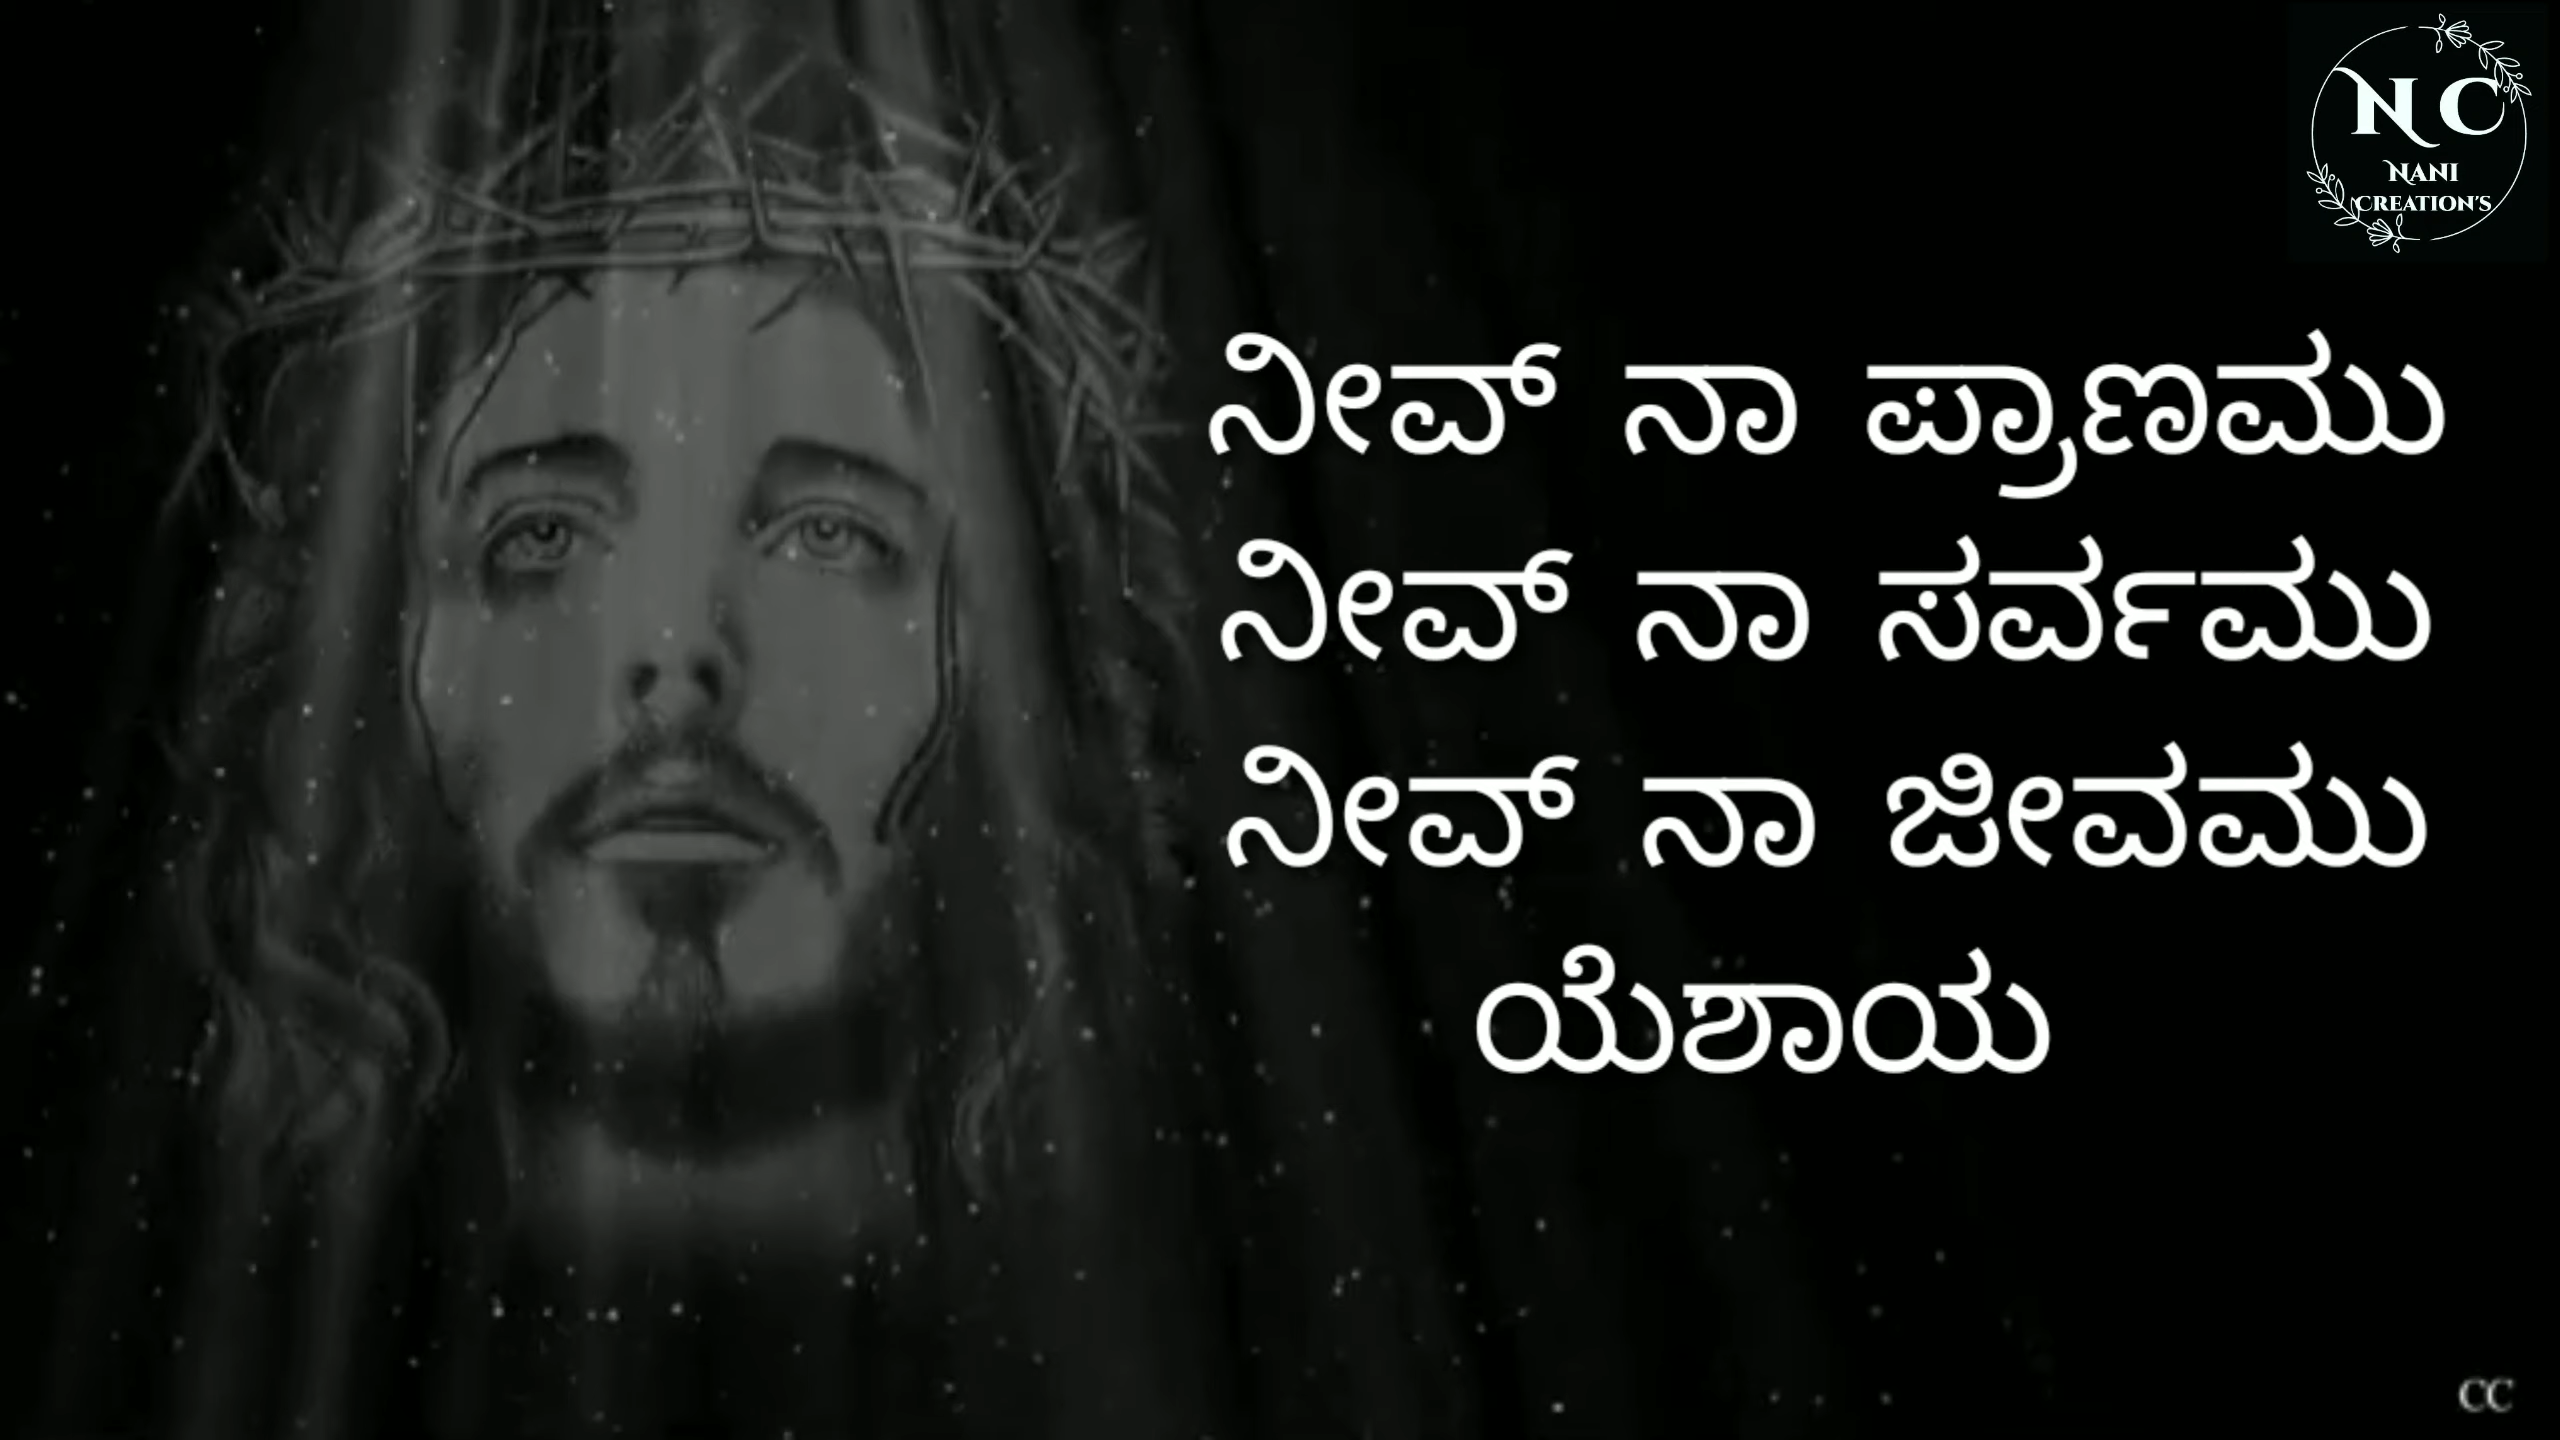 NC
NANI
CREATION'S
ನೀವ್ ನಾ ಪ್ರಾಣಮು
ನೀವ್ ನಾ ಸರ್ವಮು
ನೀವ್ ನಾ ಜೀವಮು
ಯೆಶಾಯ
CC